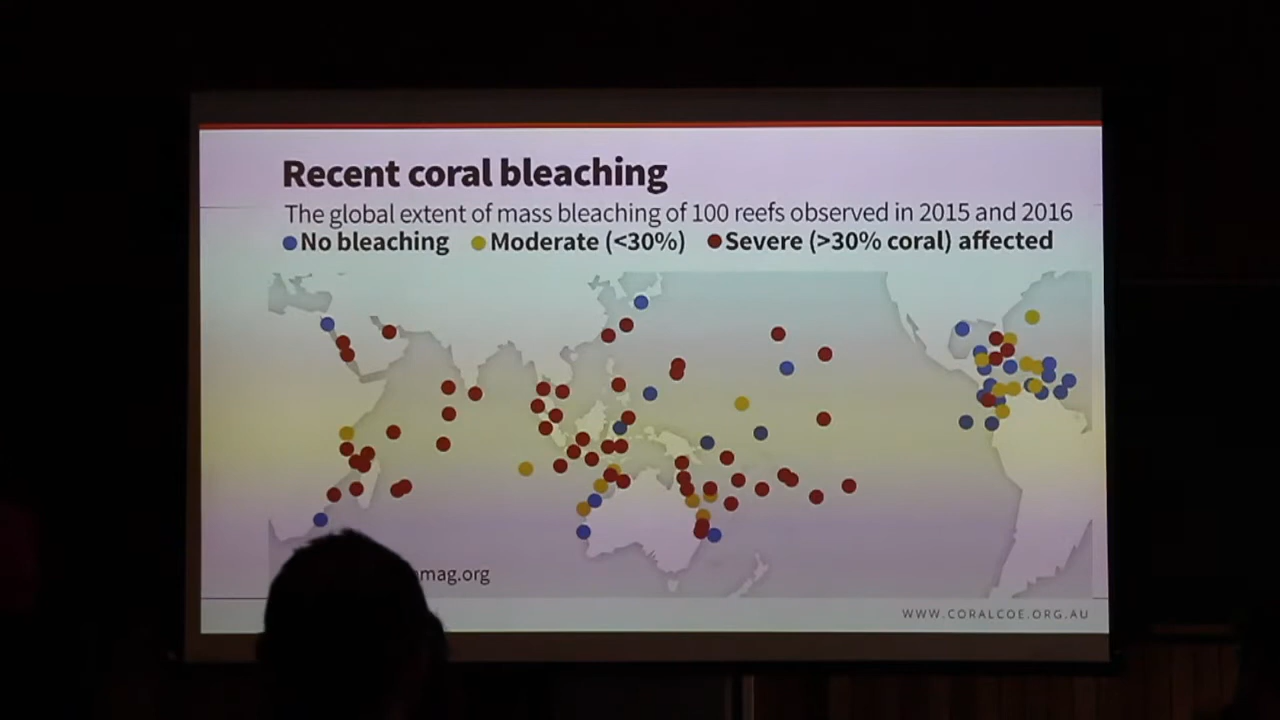 Recent coral bleaching
The global extent of mass bleaching of 100 reefs observed in 2015 and 2016
No bleaching Moderate (<30%) Severe (>30% coral) affected
mag.org
WWW.CORALCOE.ORG.AU